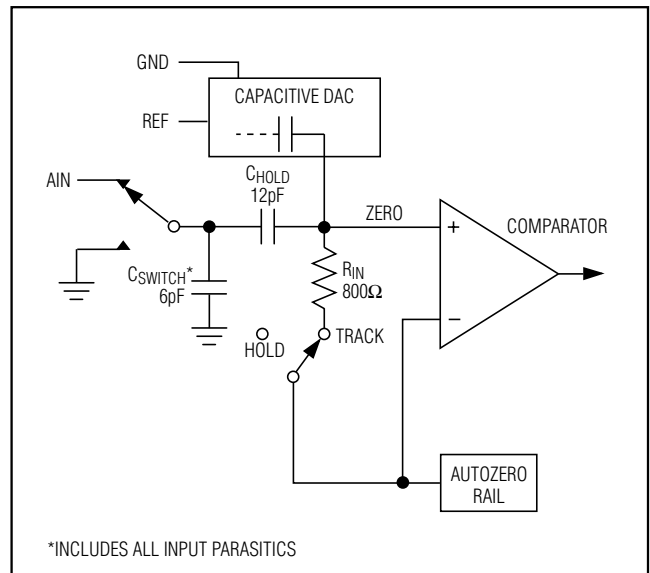 GND
CAPACITIVE DAC
REF
AIN
CHOLD
12pF
ZERO
COMPARATOR
+
CSWITCH*
6pF
RIN
800Ω
−
HOLD
TRACK
AUTOZERO
RAIL
*INCLUDES ALL INPUT PARASITICS